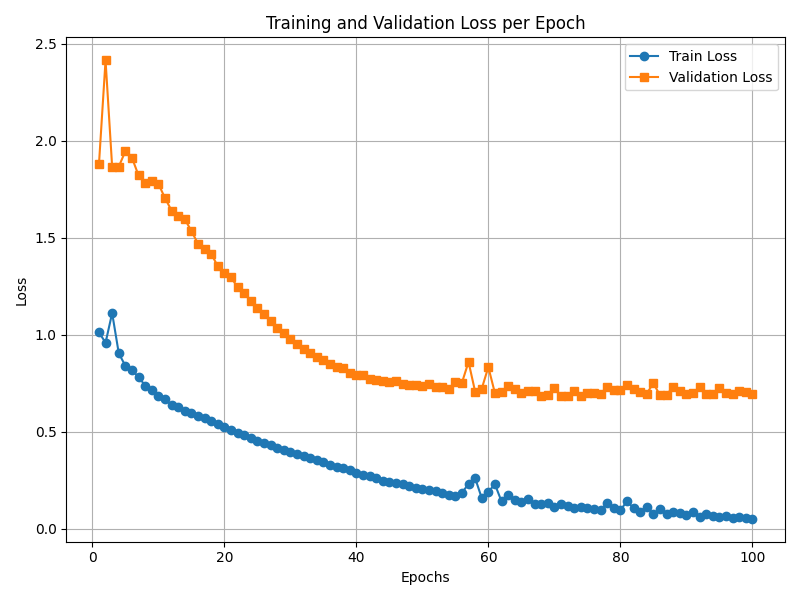 Training and Validation Loss per Epoch
Train Loss
Validation Loss
2.5
2.0
1.5
1.0
0.5
0.0
Loss
0 20 40 60 80 100
Epochs